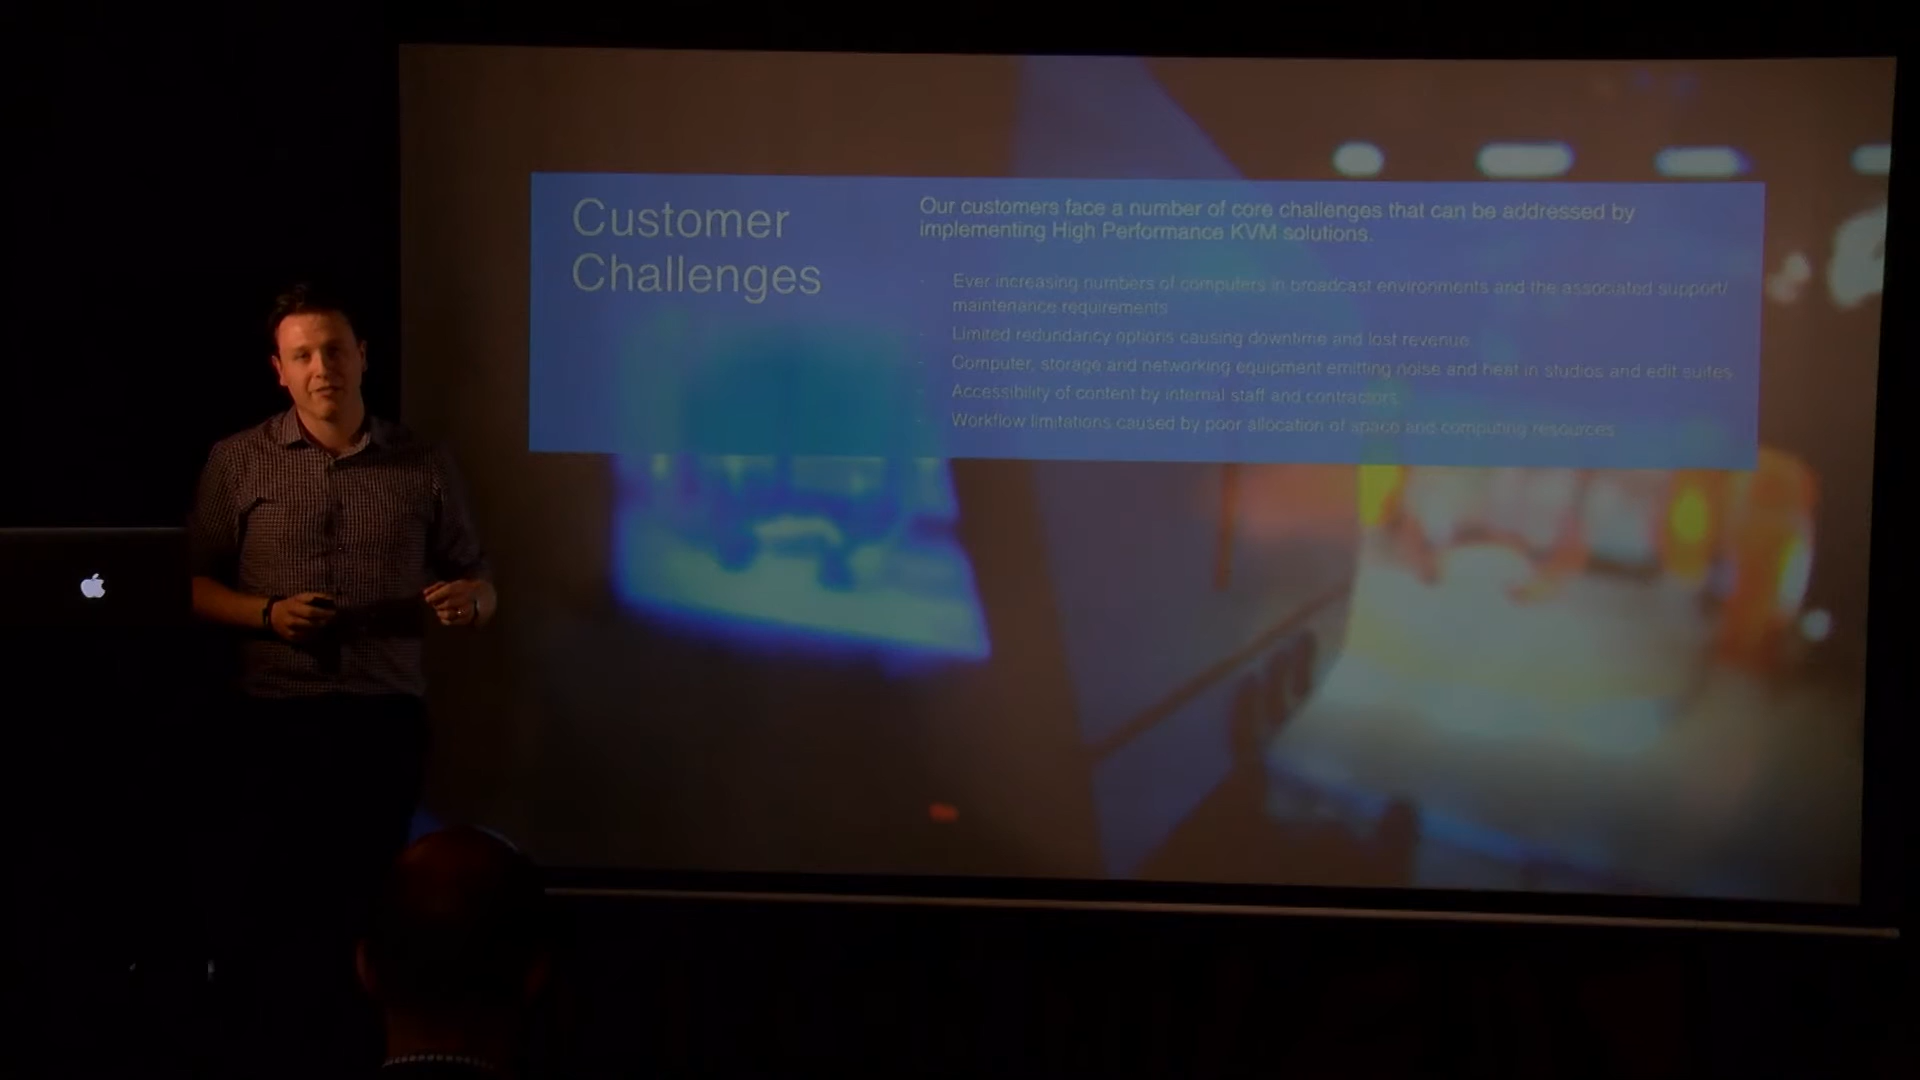 Customer
Challenges
Our customers face a number of core challenges that can be addressed by
implementing High Performance KVM solutions.
Ever increasing numbers of computers in broadcast environments and the associated support/
maintenance requirements
Limited redundancy options causing downtime and lost revenue
Computer, storage and networking equipment emitting noise and heat in studios and edit suites
Accessibility of content by internal staff and contractors
Workflow limitations caused by poor allocation of space and computing resources